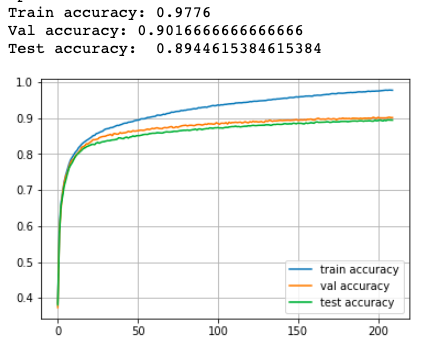 Train accuracy: 0.9776
Val accuracy: 0.9016666666666666
Test accuracy: 0.8944615384615384
1.0
0.9
0.8
0.7
0.6
0.5
0.4
train accuracy
val accuracy
test accuracy
0 50 100 150 200